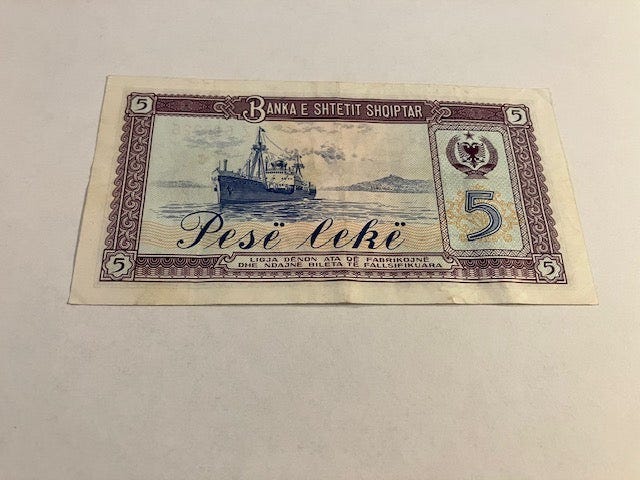 5 BANKA E SHTETIT SHQIPTAR 5
5
Pesë lekë
5 LIGJA DËNON ATA QË FABRIKOJNË 5
DHE NDAJNË BILETA TË FALLSIFIKUARA